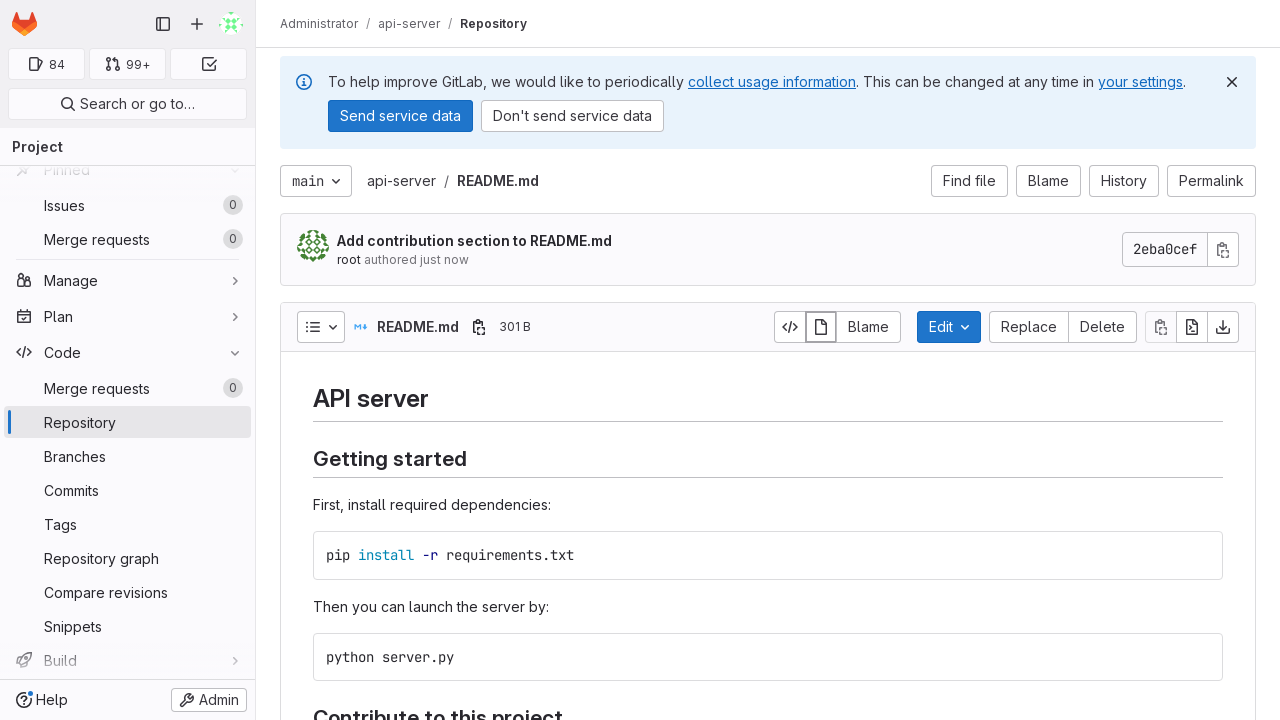 84
99+
Search or go to…
Project
Pinned
Issues 0
Merge requests 0
Manage
Plan
Code
Merge requests 0
Repository
Branches
Commits
Tags
Repository graph
Compare revisions
Snippets
Build
Help
Admin
Administrator / api-server / Repository
To help improve GitLab, we would like to periodically collect usage information. This can be changed at any time in your settings.
Send service data
Don't send service data
main
api-server / README.md
Find file
Blame
History
Permalink
Add contribution section to README.md
root authored just now
2eba0cef
README.md
301 B
Blame
Edit
Replace
Delete
API server
Getting started
First, install required dependencies:
pip install -r requirements.txt
Then you can launch the server by:
python server.py
Contribute to this project